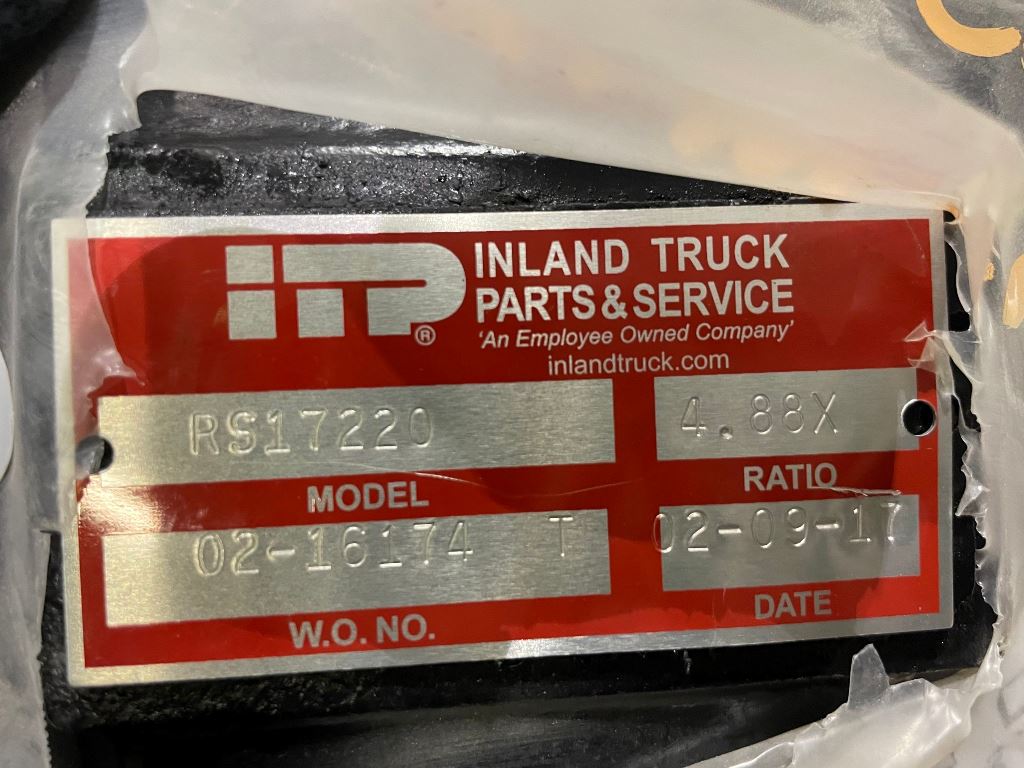 iTP®
INLAND TRUCK
PARTS & SERVICE
'An Employee Owned Company'
inlandtruck.com
RS17220
4.88X
MODEL
RATIO
02-16174 T
02-09-17
W.O. NO.
DATE